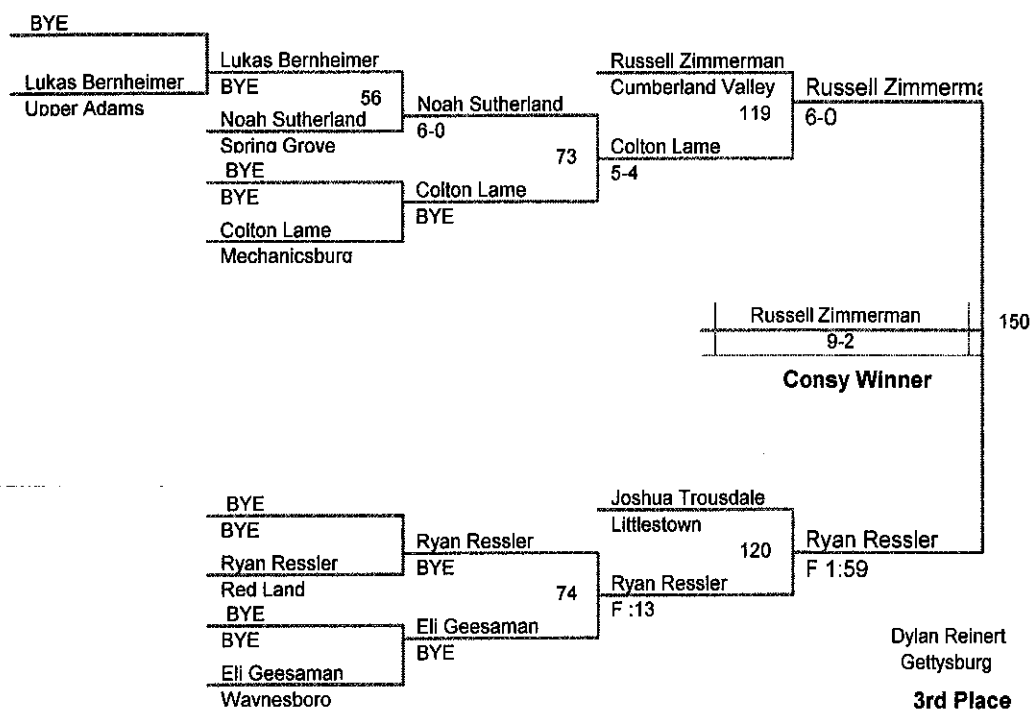 BYE
Lukas Bernheimer
Upper Adams
Lukas Bernheimer
BYE
56
Noah Sutherland
Spring Grove
BYE
BYE
Colton Lame
Mechanicsburg
Noah Sutherland
6-0
73
Colton Lame
BYE
Russell Zimmerman
Cumberland Valley
119
Colton Lame
5-4
Russell Zimmerma
6-0
150
Russell Zimmerman
9-2
Consy Winner
BYE
BYE
Ryan Ressler
Red Land
BYE
BYE
Eli Geesaman
Waynesboro
Ryan Ressler
BYE
74
Eli Geesaman
BYE
Joshua Trousdale
Littlestown
120
Ryan Ressler
F :13
Ryan Ressler
F 1:59
Dylan Reinert
Gettysburg
3rd Place